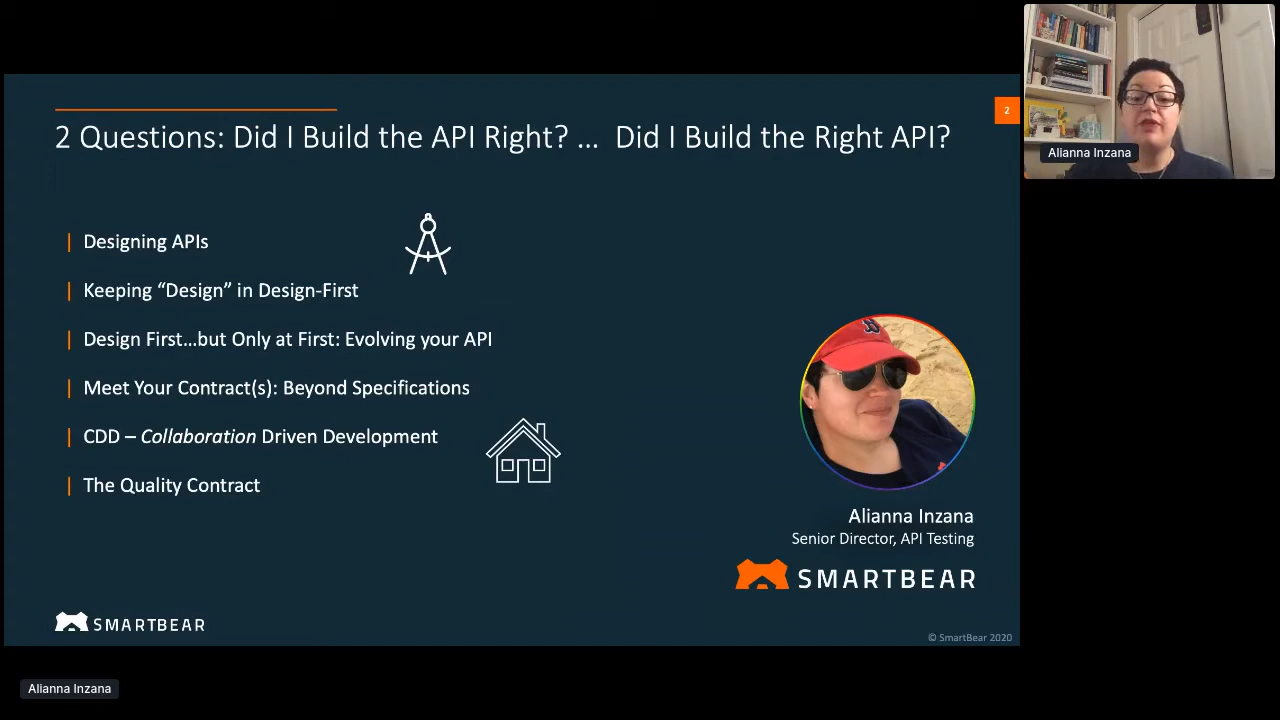 2 Questions: Did I Build the API Right? ... Did I Build the Right API?
2
Alianna Inzana
| Designing APIs
| Keeping “Design” in Design-First
| Design First...but Only at First: Evolving your API
| Meet Your Contract(s): Beyond Specifications
| CDD – Collaboration Driven Development
| The Quality Contract
Alianna Inzana
Senior Director, API Testing
SMARTBEAR
SMARTBEAR
© SmartBear 2020
Alianna Inzana